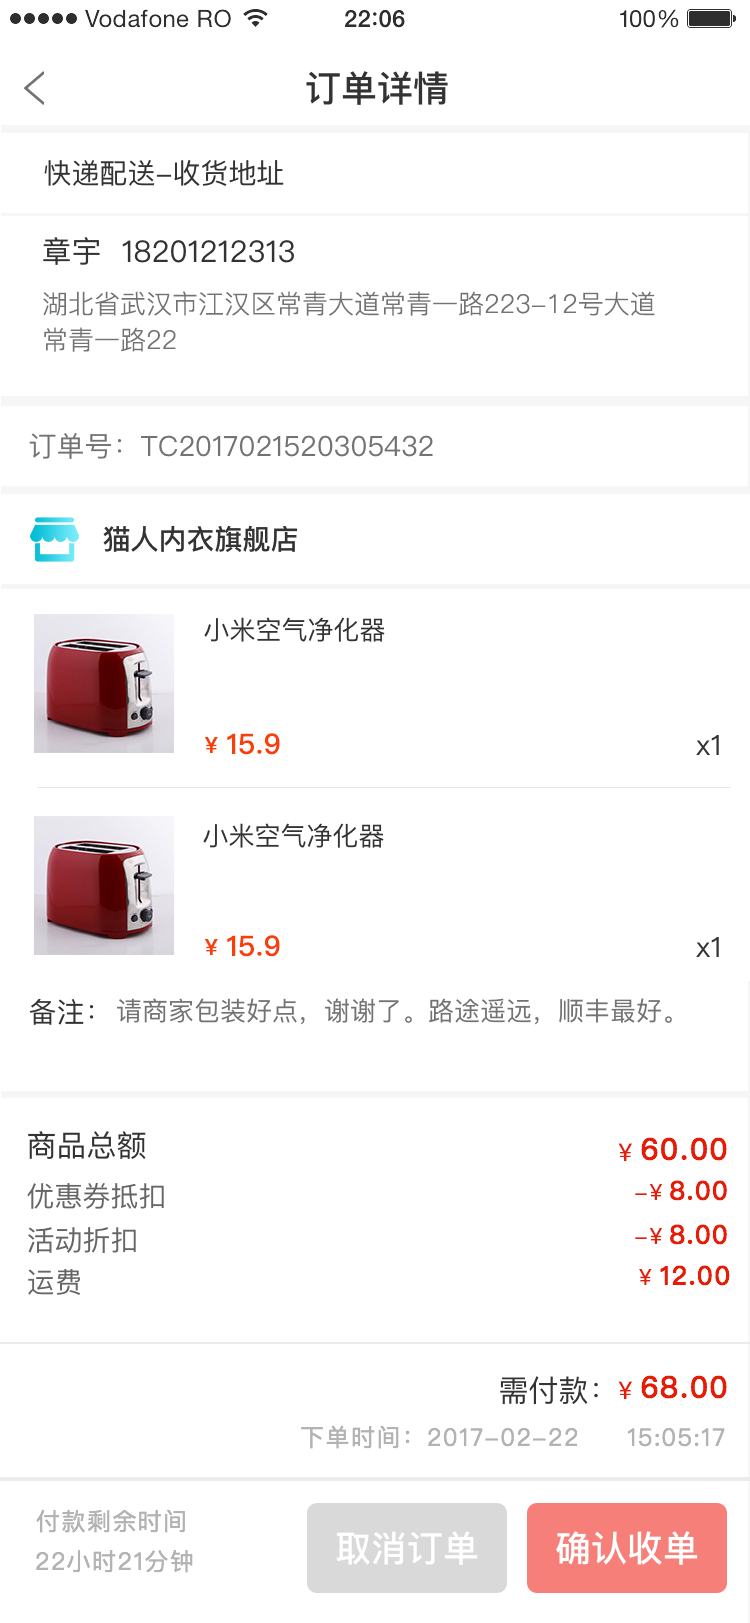 Vodafone RO 22:06 100%
订单详情
快递配送-收货地址
章宇 18201212313
湖北省武汉市江汉区常青大道常青一路223-12号大道
常青一路22
订单号：TC2017021520305432
猫人内衣旗舰店
小米空气净化器
¥ 15.9 x1
小米空气净化器
¥ 15.9 x1
备注： 请商家包装好点，谢谢了。路途遥远，顺丰最好。
商品总额 ¥ 60.00
优惠券抵扣 -¥ 8.00
活动折扣 -¥ 8.00
运费 ¥ 12.00
需付款：¥ 68.00
下单时间：2017-02-22 15:05:17
付款剩余时间
22小时21分钟
取消订单 确认收单